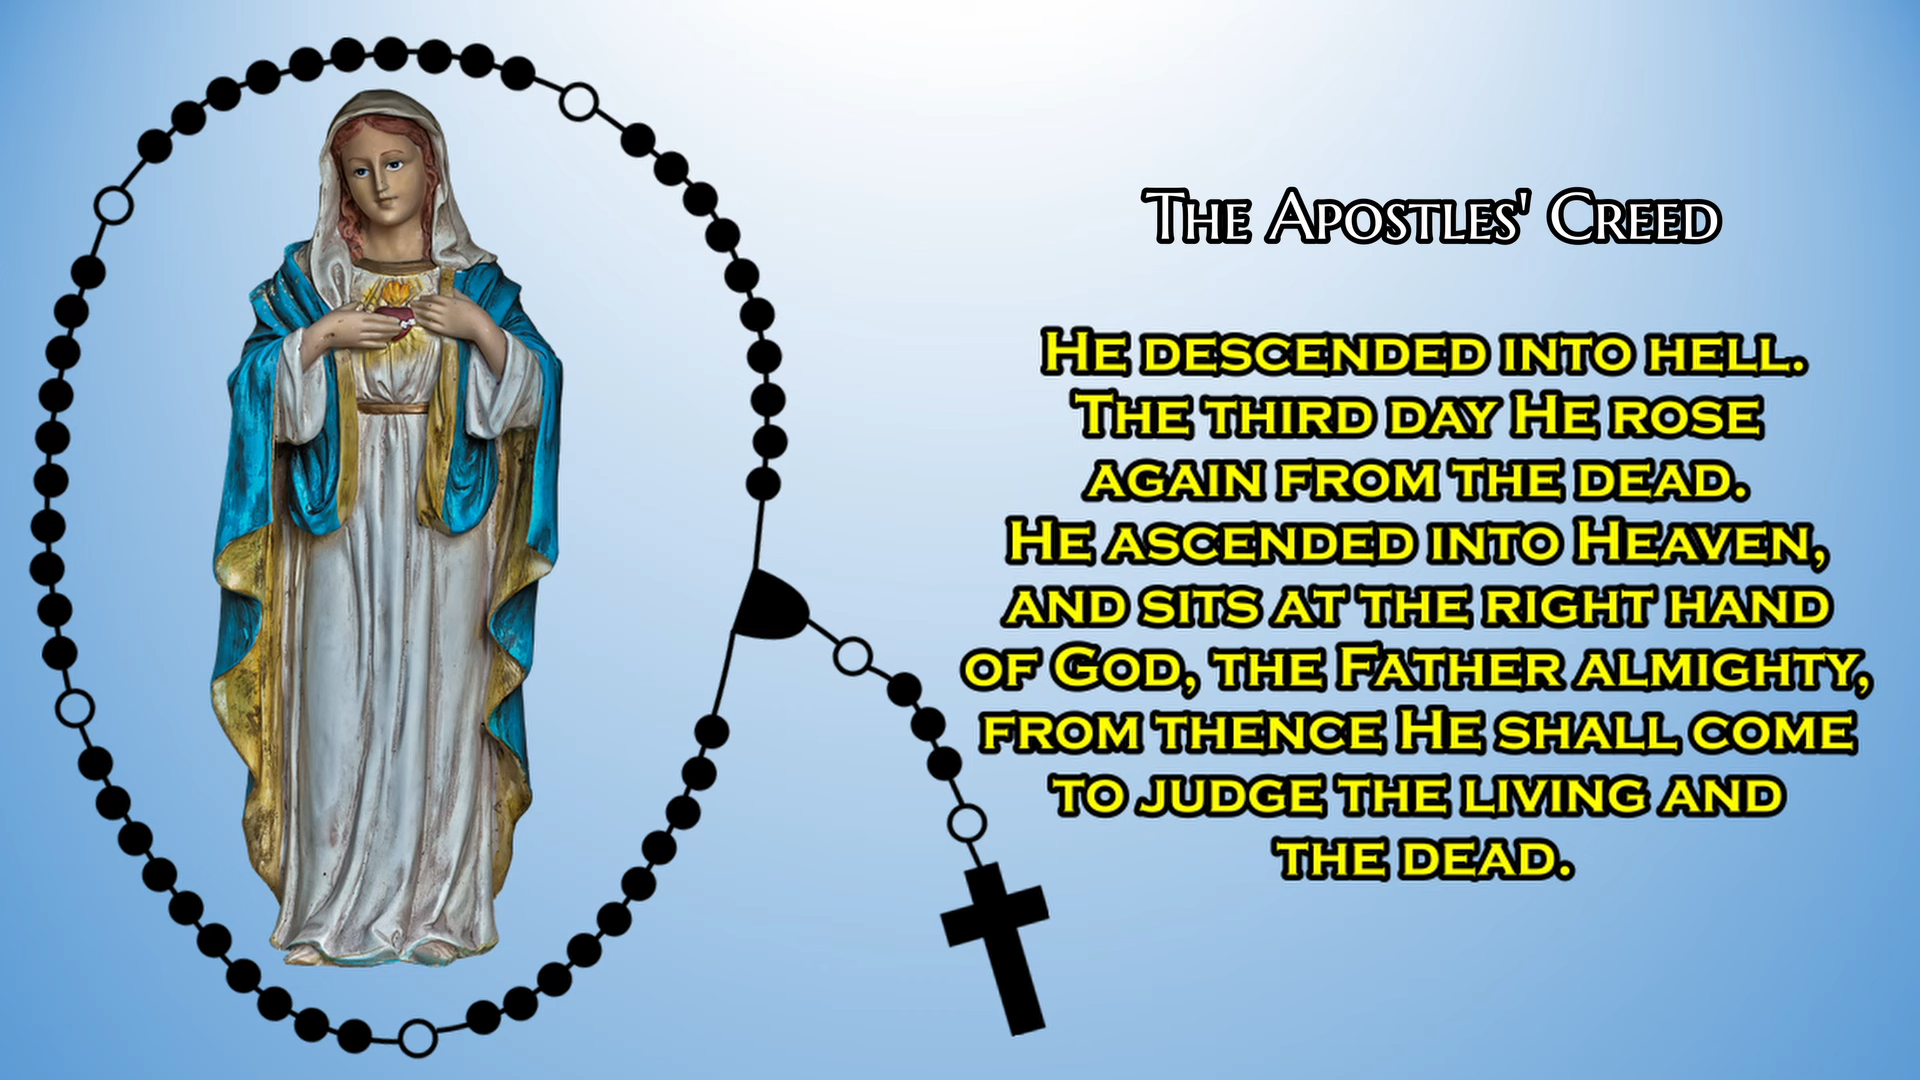 The Apostles' Creed
He descended into hell.
The third day He rose
again from the dead.
He ascended into Heaven,
and sits at the right hand
of God, the Father almighty,
from thence He shall come
to judge the living and
the dead.